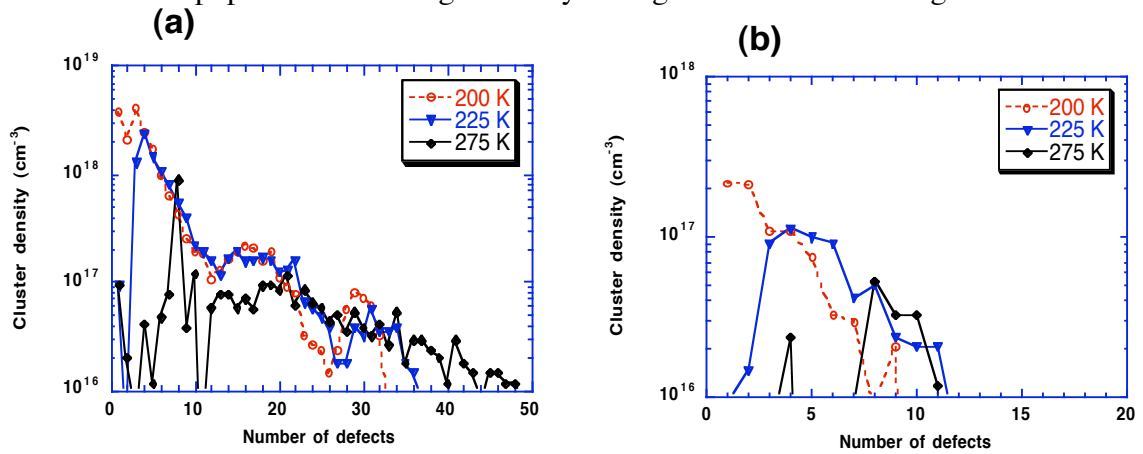 (a)
10^19
10^18
10^17
10^16
Cluster density (cm^-3)
200 K
225 K
275 K
0 10 20 30 40 50
Number of defects
(b)
10^18
10^17
10^16
Cluster density (cm^-3)
200 K
225 K
275 K
0 5 10 15 20
Number of defects